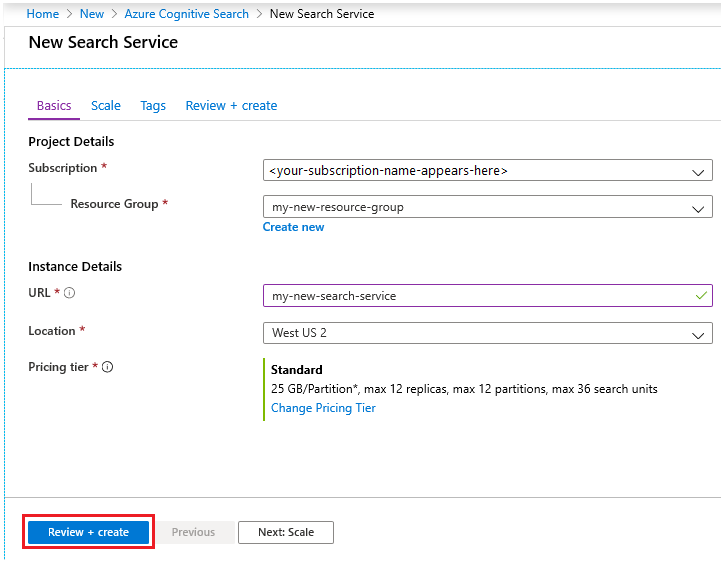 Home > New > Azure Cognitive Search > New Search Service
New Search Service
Basics Scale Tags Review + create
Project Details
Subscription * <your-subscription-name-appears-here>
Resource Group * my-new-resource-group
Create new
Instance Details
URL * my-new-search-service
Location * West US 2
Pricing tier * Standard
25 GB/Partition*, max 12 replicas, max 12 partitions, max 36 search units
Change Pricing Tier
Review + create Previous Next: Scale